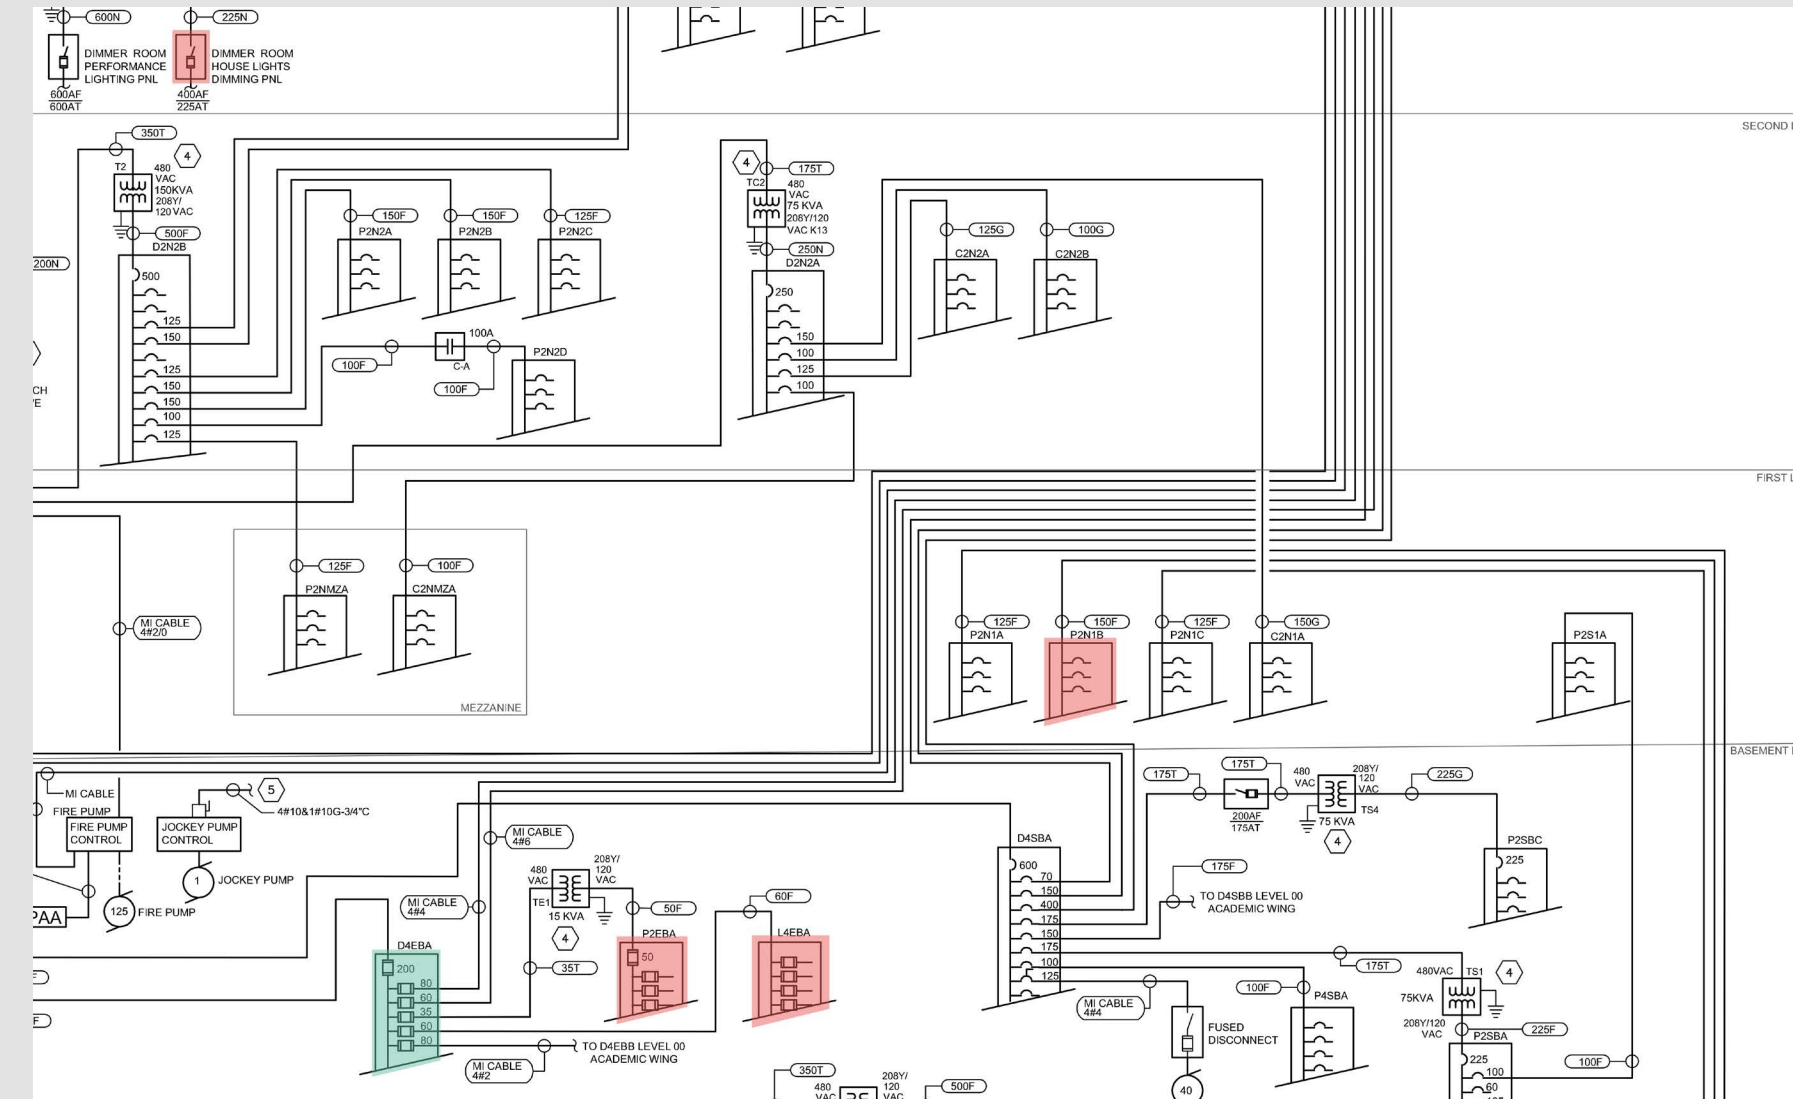 600N
225N
DIMMER ROOM
PERFORMANCE
LIGHTING PNL
DIMMER ROOM
HOUSE LIGHTS
DIMMING PNL
600AF
600AT
400AF
225AT
SECOND
350T
4
T2
480
VAC
150KVA
208Y/
120 VAC
500F
D2N2B
200N
500
125
150
125
150
150
100
125
CH
150F
P2N2A
150F
P2N2B
125F
P2N2C
100A
C-A
100F
100F
P2N2D
4
175T
TC2
480
VAC
75 KVA
208Y/120
VAC K13
250N
D2N2A
250
150
100
125
100
125G
C2N2A
100G
C2N2B
FIRST
125F
P2NMZA
100F
C2NMZA
MEZZANINE
MI CABLE
4#2/0
125F
P2N1A
150F
P2N1B
125F
P2N1C
150G
C2N1A
P2S1A
BASEMENT
MI CABLE
FIRE PUMP
FIRE PUMP
CONTROL
JOCKEY PUMP
CONTROL
5
4#10&1#10G-3/4"C
1
JOCKEY PUMP
125
FIRE PUMP
PAA
MI CABLE
4#6
MI CABLE
4#4
480
VAC
208Y/
120
VAC
TE1
15 KVA
4
35T
50F
P2EBA
50
60F
L4EBA
D4EBA
200
80
60
35
60
80
MI CABLE
4#2
TO D4EBB LEVEL 00
ACADEMIC WING
D4SBA
600
70
150
400
175
150
175
100
125
175T
175T
200AF
175AT
480
VAC
208Y/
120
VAC
TS4
75 KVA
4
225G
P2SBC
225
175F
TO D4SBB LEVEL 00
ACADEMIC WING
175T
MI CABLE
4#4
FUSED
DISCONNECT
40
100F
P4SBA
480VAC
TS1
4
75KVA
208Y/120
VAC
225F
P2SBA
225
100
60
100F
350T
480
VAC
208Y/
120
VAC
500F